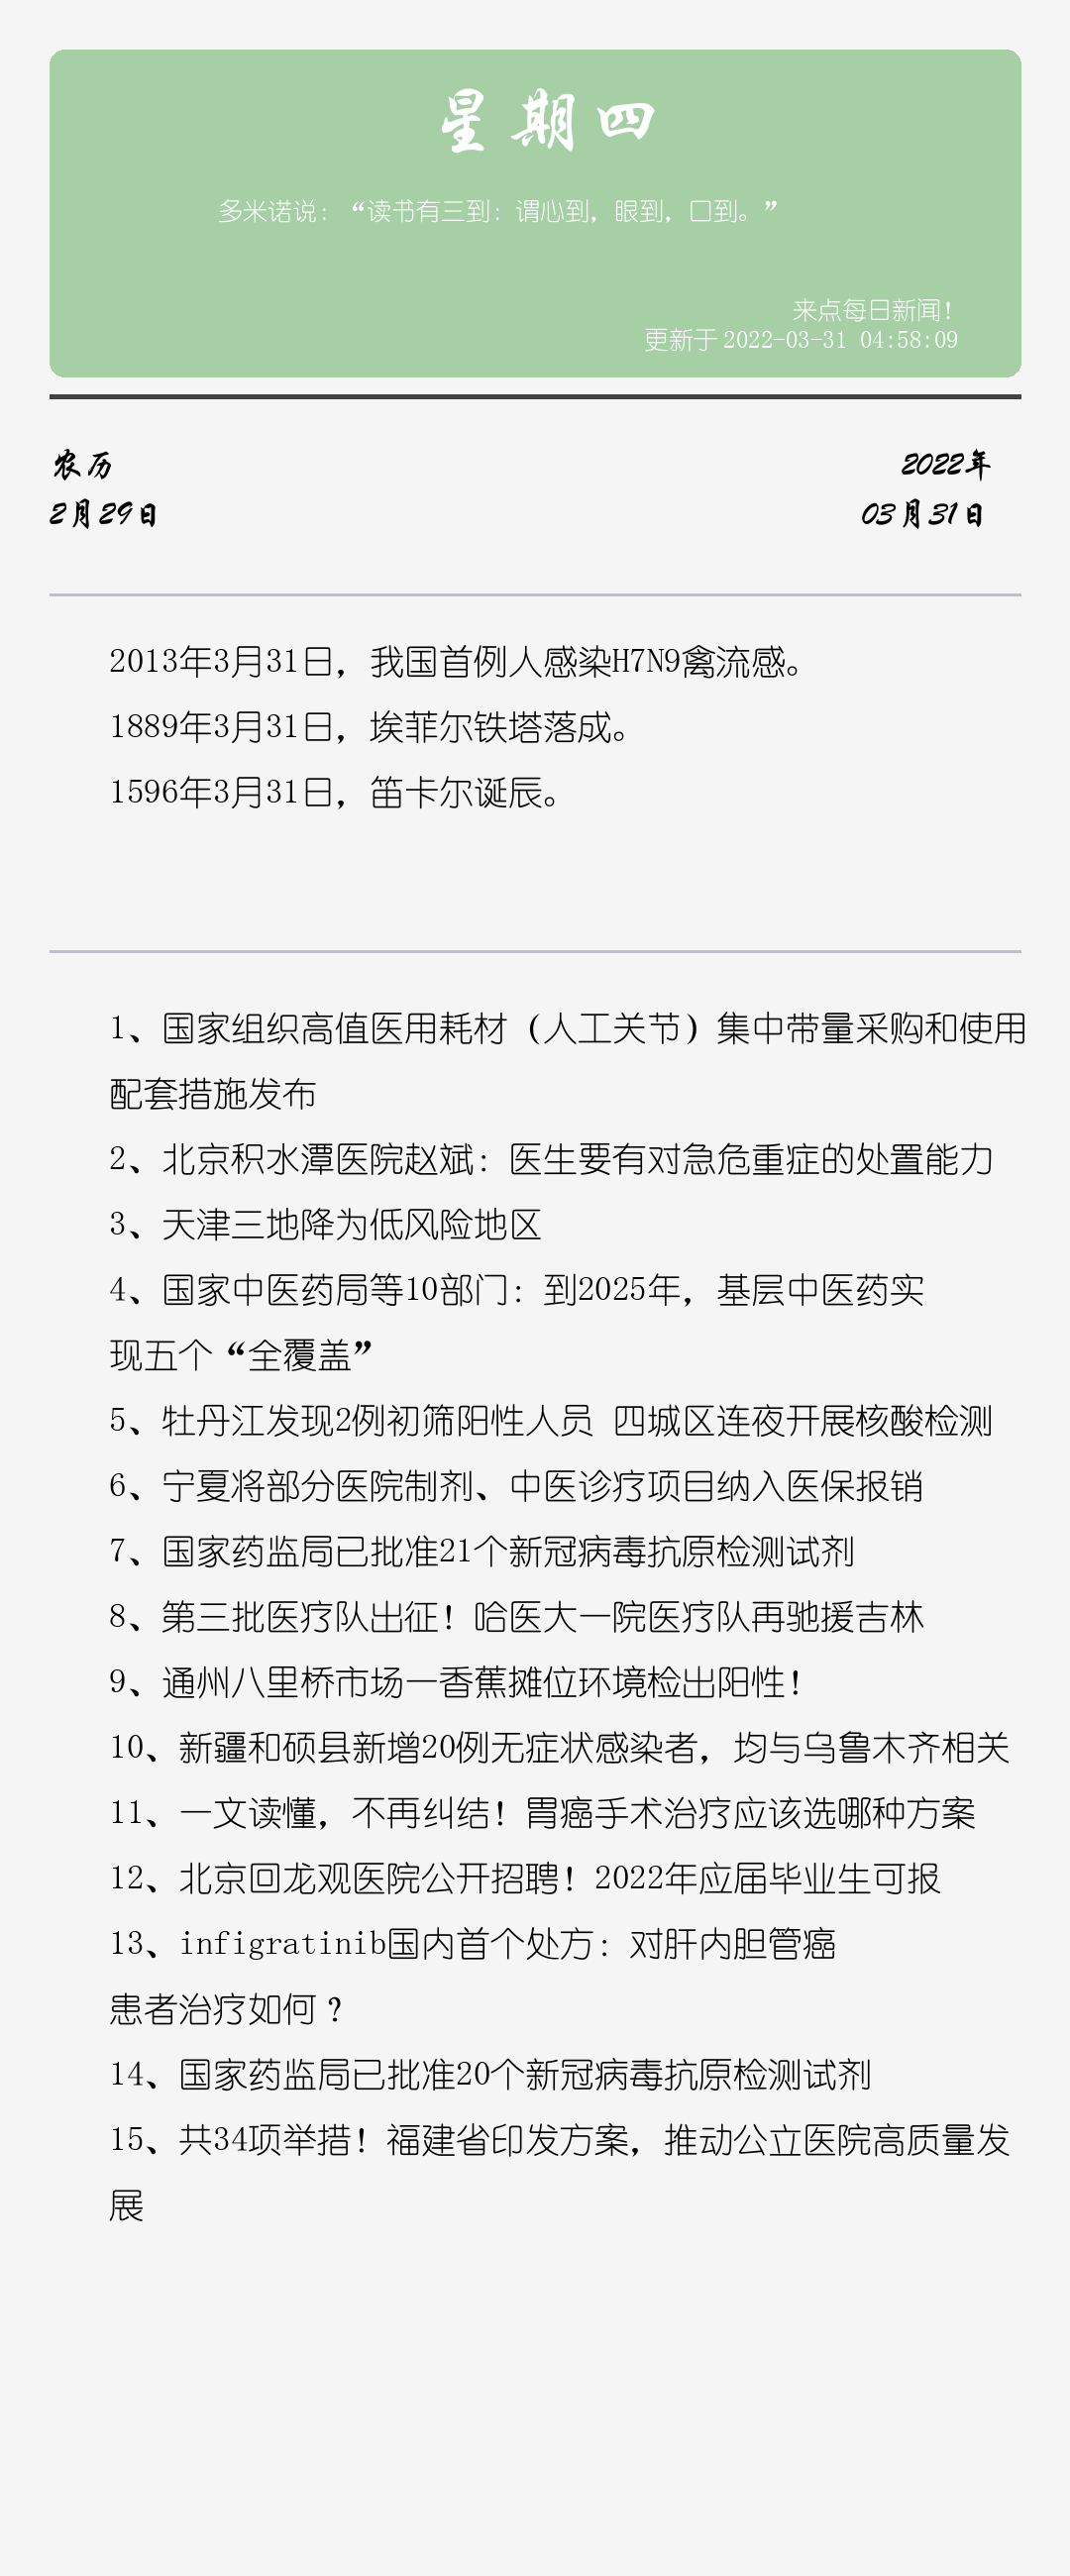 星期四
多米诺说：“读书有三到：谓心到，眼到，口到。”
来点每日新闻！
更新于 2022-03-31 04:58:09
农历
2022年
2月29日
03月31日
2013年3月31日，我国首例人感染H7N9禽流感。
1889年3月31日，埃菲尔铁塔落成。
1596年3月31日，笛卡尔诞辰。
1、国家组织高值医用耗材（人工关节）集中带量采购和使用
配套措施发布
2、北京积水潭医院赵斌：医生要有对急危重症的处置能力
3、天津三地降为低风险地区
4、国家中医药局等10部门：到2025年，基层中医药实
现五个“全覆盖”
5、牡丹江发现2例初筛阳性人员 四城区连夜开展核酸检测
6、宁夏将部分医院制剂、中医诊疗项目纳入医保报销
7、国家药监局已批准21个新冠病毒抗原检测试剂
8、第三批医疗队出征！哈医大一院医疗队再驰援吉林
9、通州八里桥市场一香蕉摊位环境检出阳性！
10、新疆和硕县新增20例无症状感染者，均与乌鲁木齐相关
11、一文读懂，不再纠结！胃癌手术治疗应该选哪种方案
12、北京回龙观医院公开招聘！2022年应届毕业生可报
13、infigratinib国内首个处方：对肝内胆管癌
患者治疗如何？
14、国家药监局已批准20个新冠病毒抗原检测试剂
15、共34项举措！福建省印发方案，推动公立医院高质量发
展